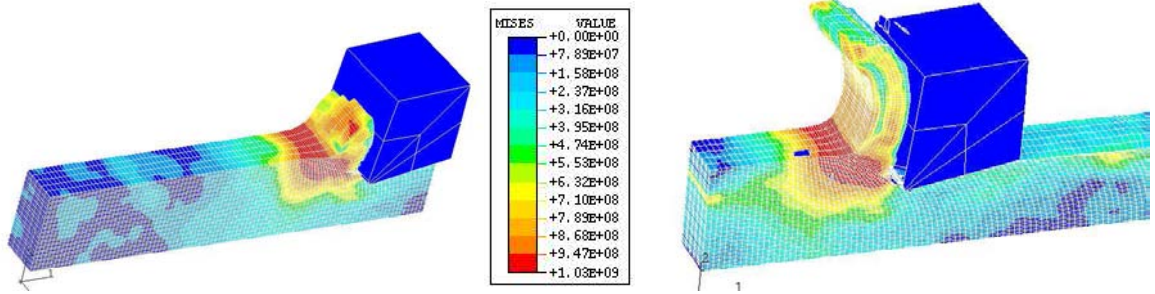 MISES VALUE
+0.00E+00
+7.89E+07
+1.58E+08
+2.37E+08
+3.16E+08
+3.95E+08
+4.74E+08
+5.53E+08
+6.32E+08
+7.10E+08
+7.89E+08
+8.68E+08
+9.47E+08
+1.03E+09
2
1